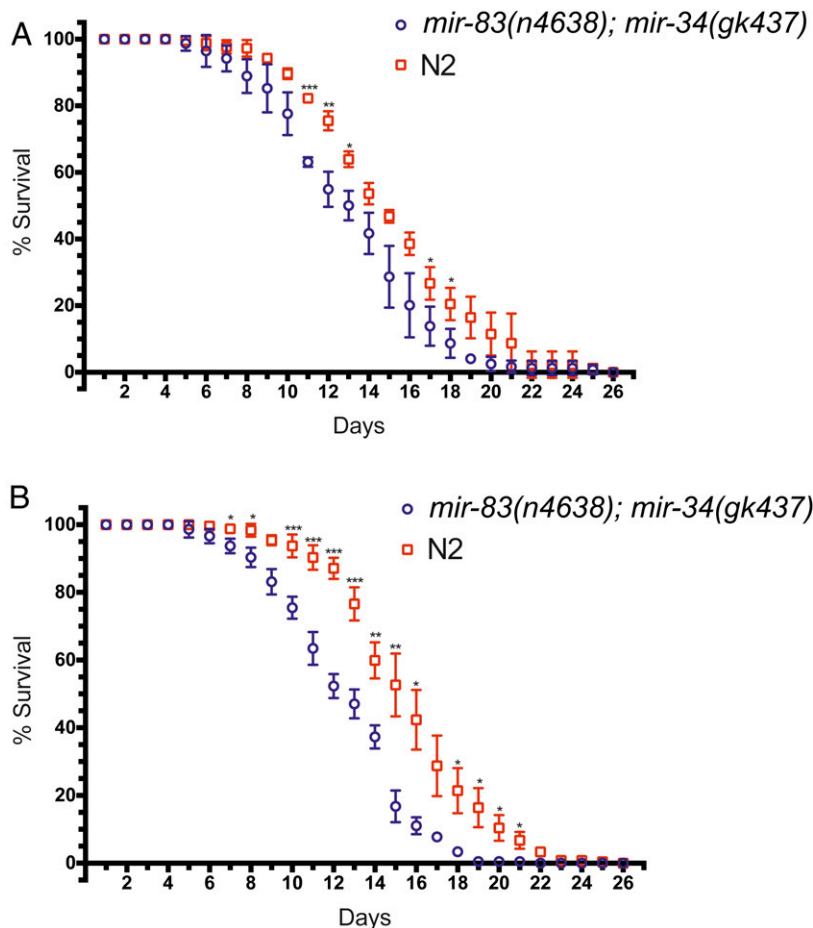 A
mir-83(n4638); mir-34(gk437)
N2
100
80
60
40
20
0
% Survival
*** ** * * *
2 4 6 8 10 12 14 16 18 20 22 24 26
Days
B
mir-83(n4638); mir-34(gk437)
N2
100
80
60
40
20
0
% Survival
* * *** *** *** *** ** ** * * * * *
2 4 6 8 10 12 14 16 18 20 22 24 26
Days